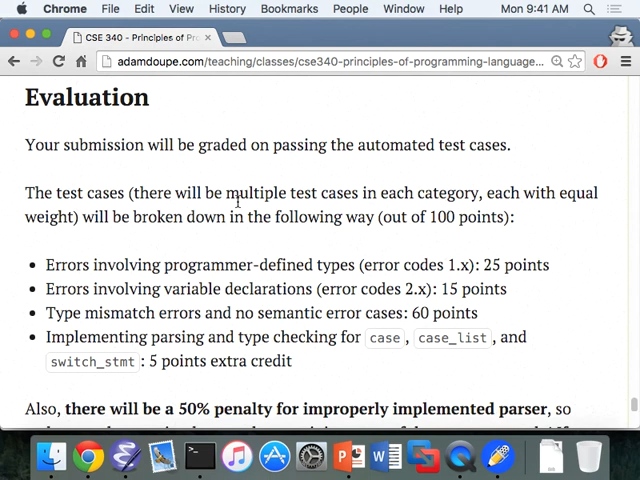 Chrome File Edit View History Bookmarks People Window Help Mon 9:41 AM
CSE 340 - Principles of Pro
adamdoupe.com/teaching/classes/cse340-principles-of-programming-language...
Evaluation
Your submission will be graded on passing the automated test cases.
The test cases (there will be multiple test cases in each category, each with equal
weight) will be broken down in the following way (out of 100 points):
• Errors involving programmer-defined types (error codes 1.x): 25 points
• Errors involving variable declarations (error codes 2.x): 15 points
• Type mismatch errors and no semantic error cases: 60 points
• Implementing parsing and type checking for case, case_list, and
switch_stmt: 5 points extra credit
Also, there will be a 50% penalty for improperly implemented parser, so